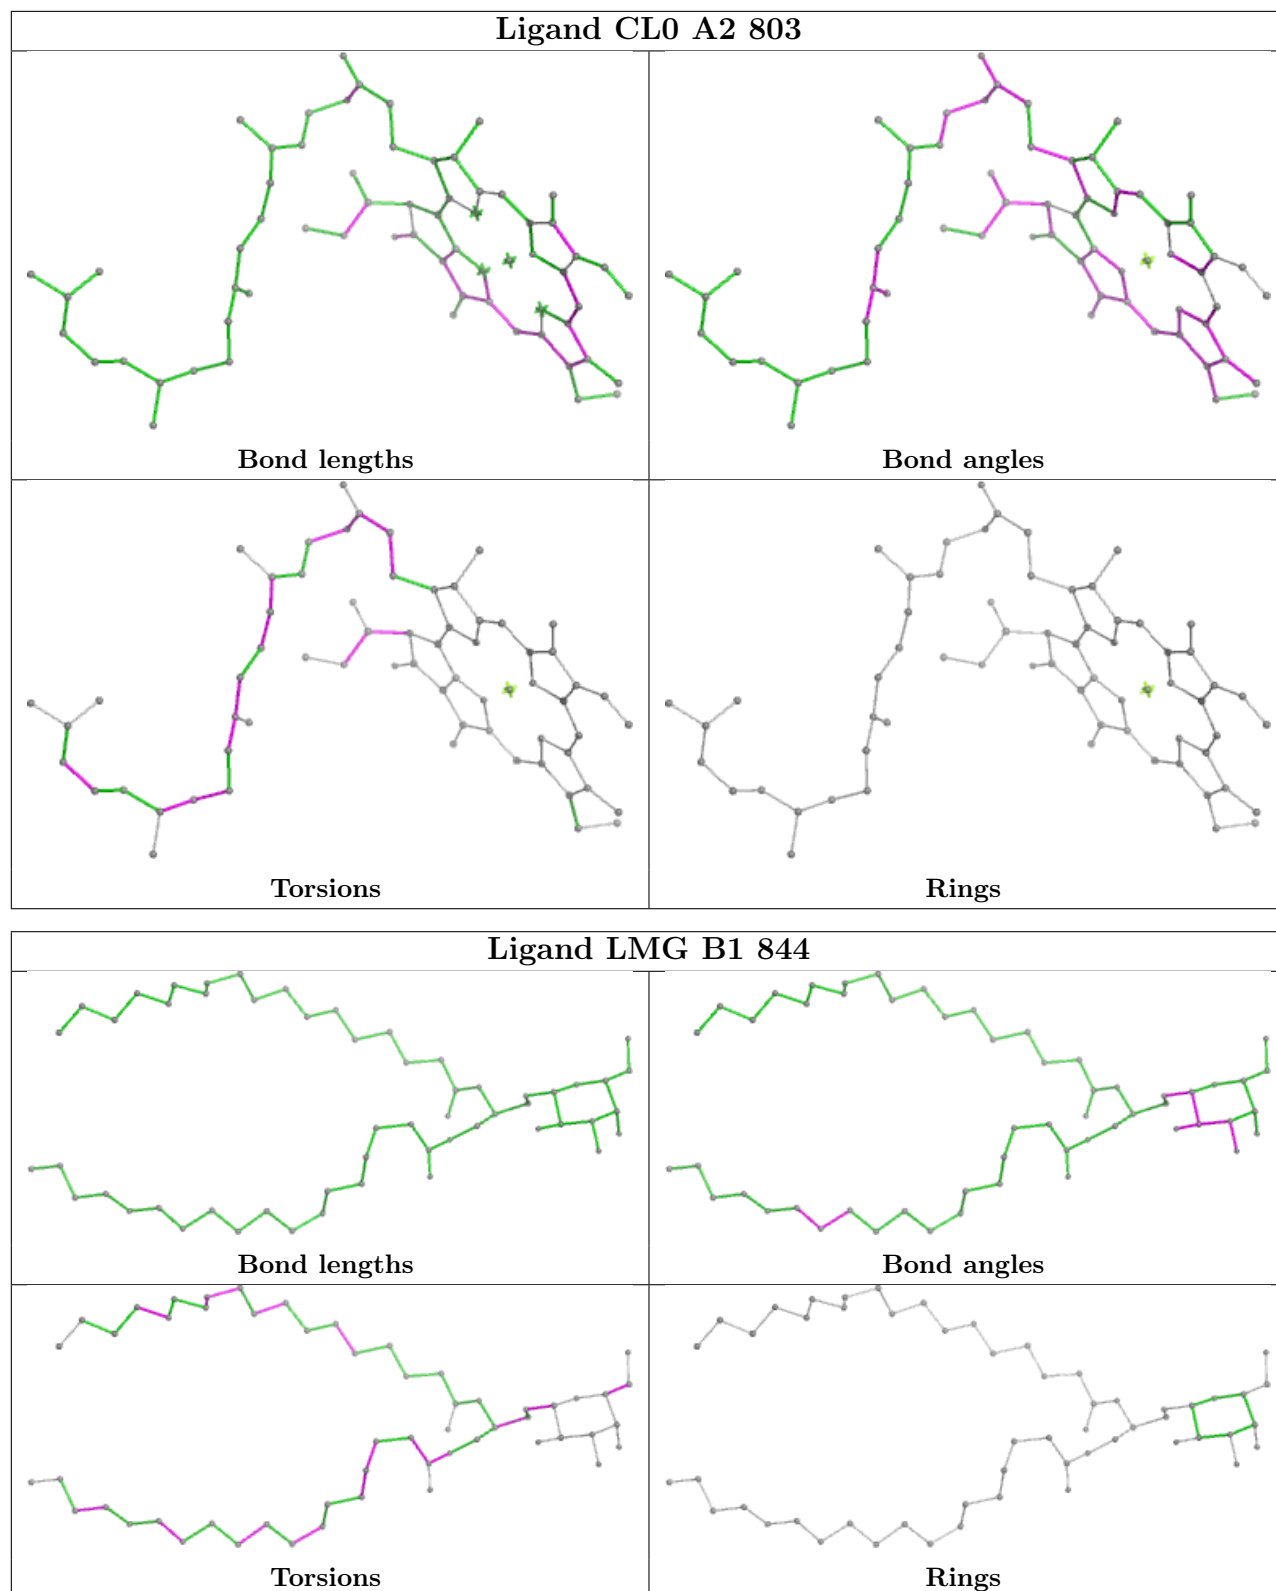 Ligand CL0 A2 803
Bond lengths
Bond angles
Torsions
Rings
Ligand LMG B1 844
Bond lengths
Bond angles
Torsions
Rings